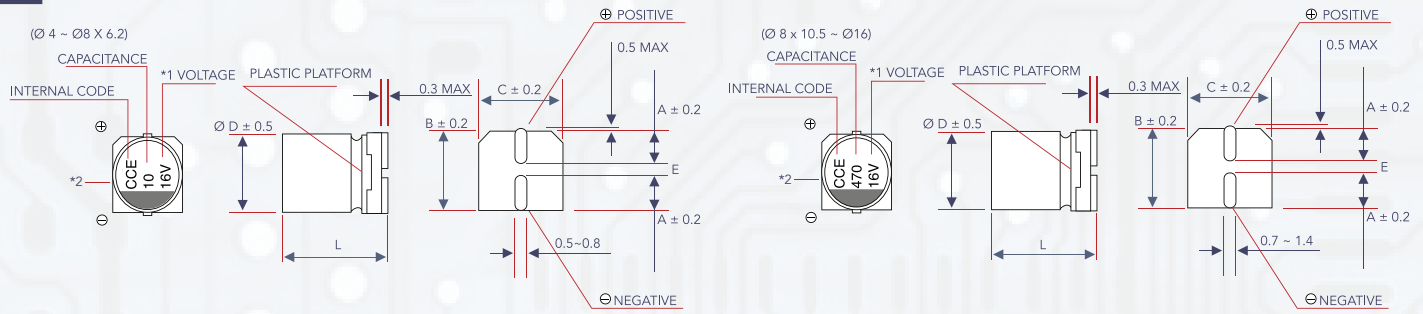 (Ø 4 ~ Ø8 X 6.2)
CAPACITANCE
*1 VOLTAGE
INTERNAL CODE
⊕
*2
⊖
CCE
10
16V
PLASTIC PLATFORM
0.3 MAX
Ø D ± 0.5
L
⊕ POSITIVE
0.5 MAX
C ± 0.2
B ± 0.2
A ± 0.2
E
A ± 0.2
0.5~0.8
⊖ NEGATIVE
(Ø 8 x 10.5 ~ Ø16)
CAPACITANCE
*1 VOLTAGE
INTERNAL CODE
⊕
*2
⊖
CCE
470
16V
PLASTIC PLATFORM
0.3 MAX
Ø D ± 0.5
L
⊕ POSITIVE
0.5 MAX
C ± 0.2
B ± 0.2
A ± 0.2
E
A ± 0.2
0.7 ~ 1.4
⊖ NEGATIVE